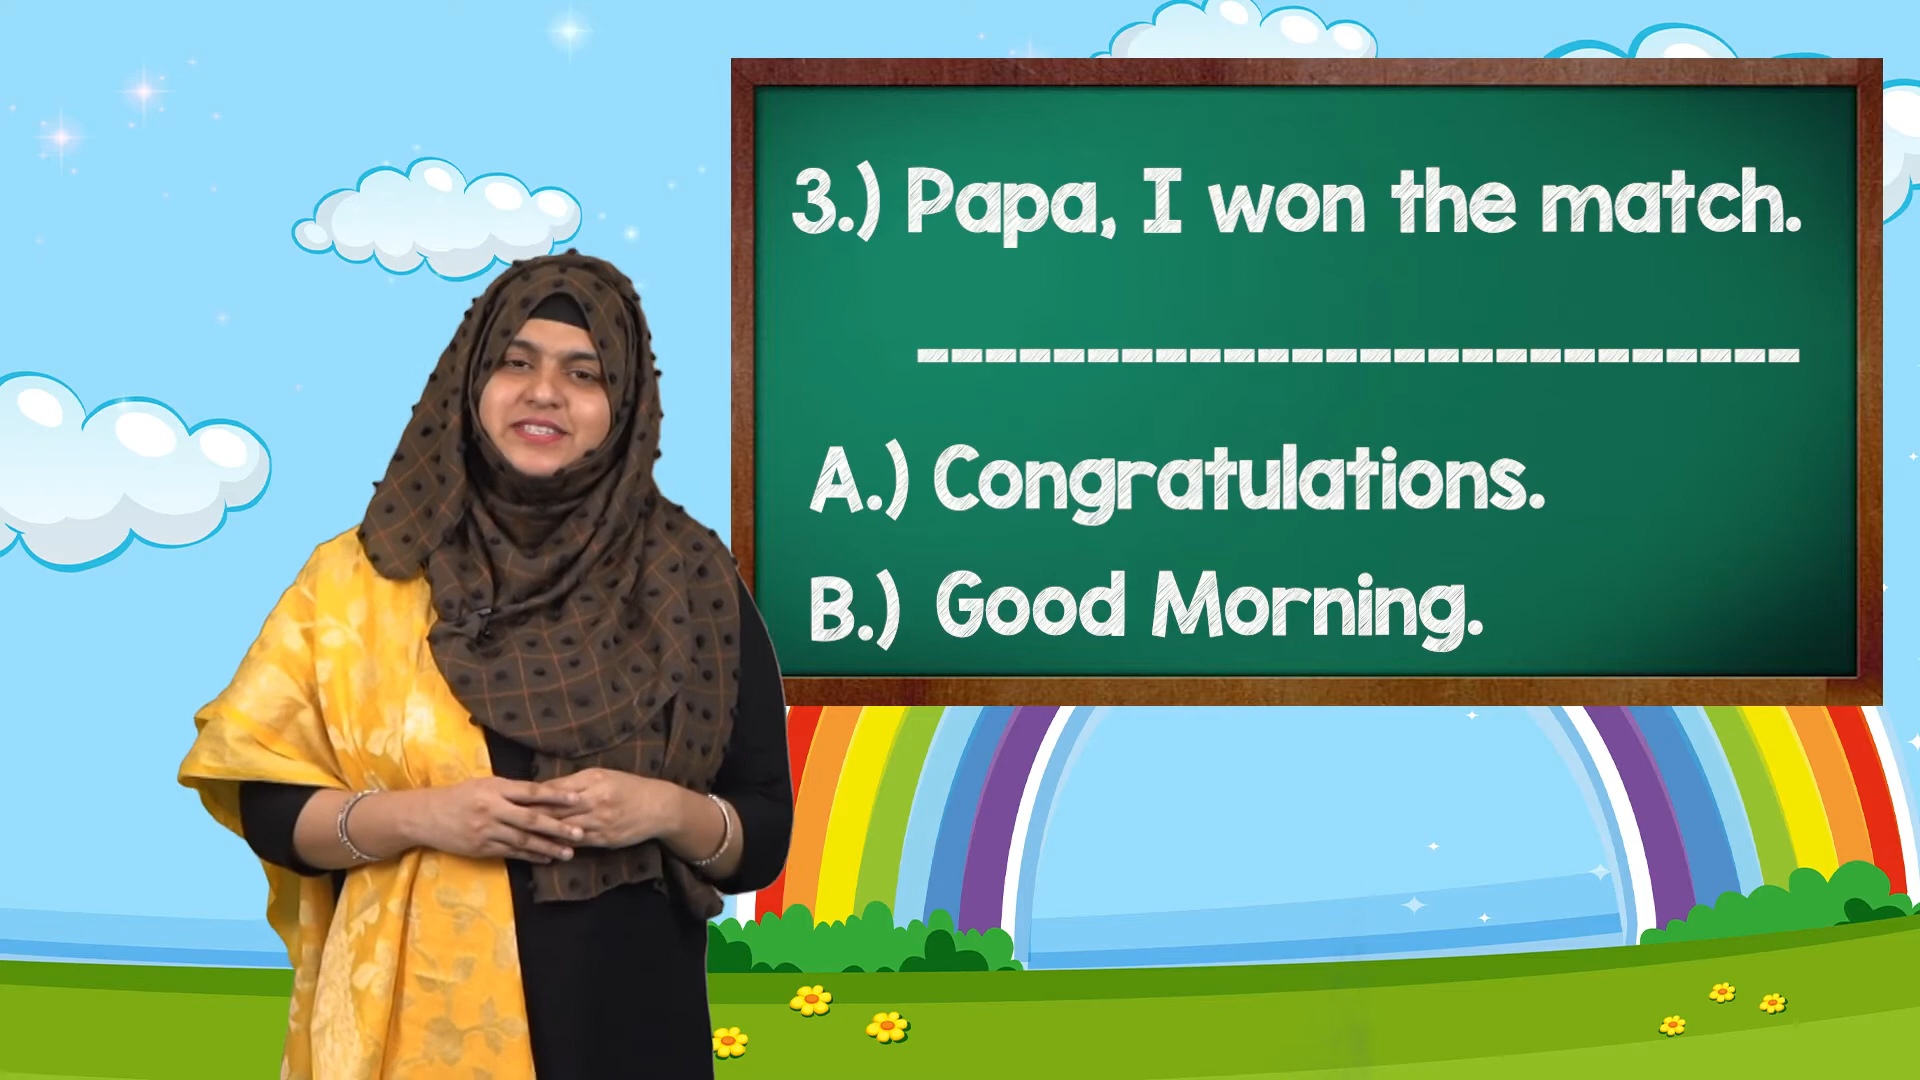 3.) Papa, I won the match.
--------------------------
A.) Congratulations.
B.) Good Morning.